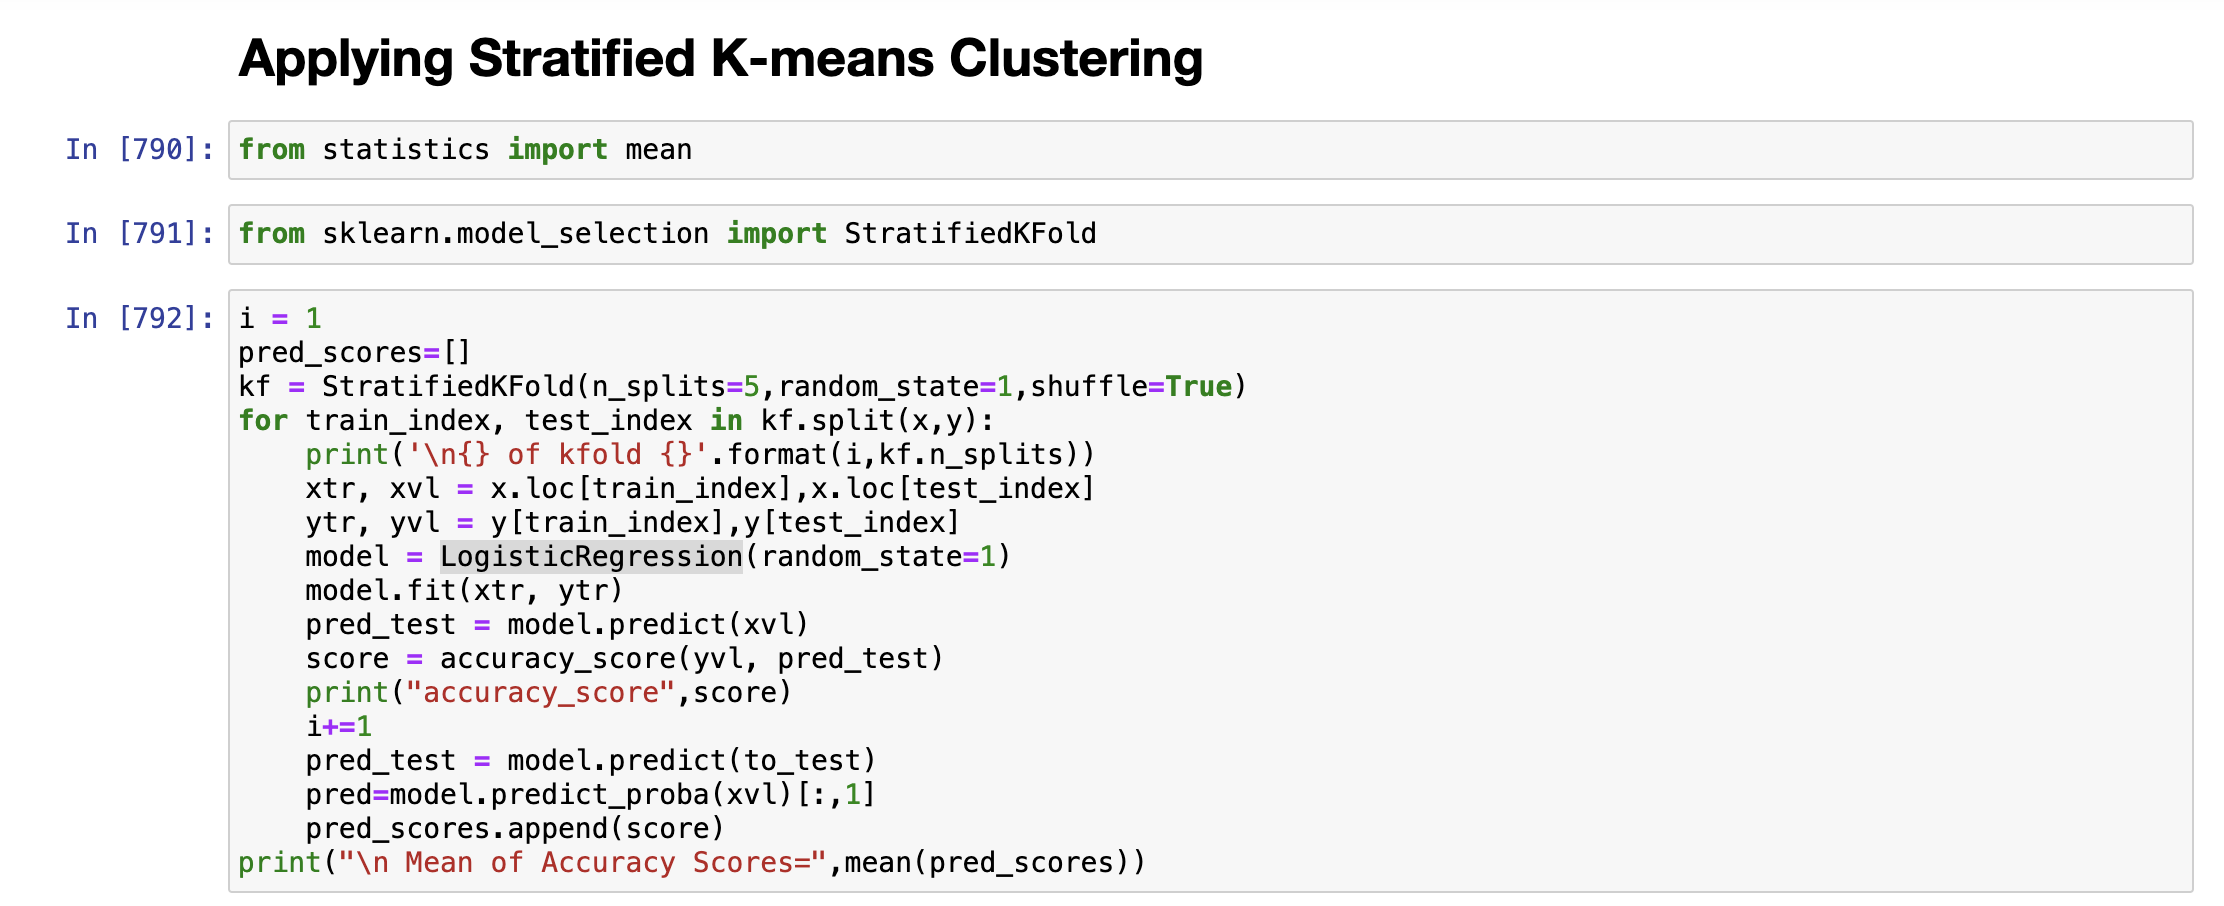 Applying Stratified K-means Clustering
In [790]: from statistics import mean
In [791]: from sklearn.model_selection import StratifiedKFold
In [792]: i = 1
pred_scores=[]
kf = StratifiedKFold(n_splits=5,random_state=1,shuffle=True)
for train_index, test_index in kf.split(x,y):
    print('\n{} of kfold {}'.format(i,kf.n_splits))
    xtr, xvl = x.loc[train_index],x.loc[test_index]
    ytr, yvl = y[train_index],y[test_index]
    model = LogisticRegression(random_state=1)
    model.fit(xtr, ytr)
    pred_test = model.predict(xvl)
    score = accuracy_score(yvl, pred_test)
    print("accuracy_score",score)
    i+=1
    pred_test = model.predict(to_test)
    pred=model.predict_proba(xvl)[:,1]
    pred_scores.append(score)
print("\n Mean of Accuracy Scores=",mean(pred_scores))